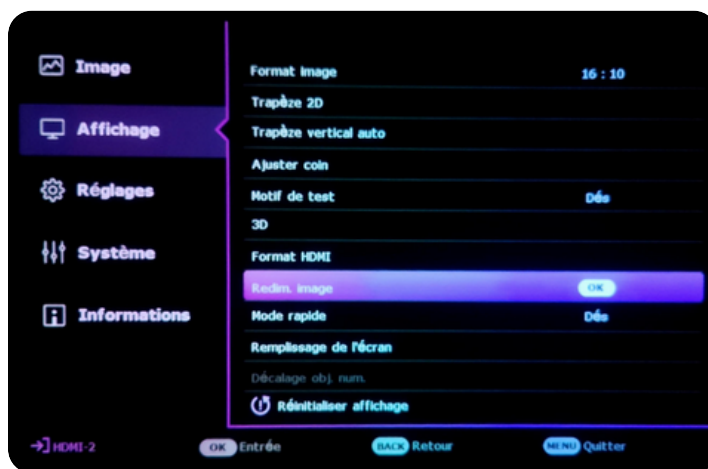 Image
Affichage
Réglages
Système
Informations
Format image 16 : 10
Trapèze 2D
Trapèze vertical auto
Ajuster coin
Motif de test Dés
3D
Format HDMI
Redim. image OK
Mode rapide Dés
Remplissage de l'écran
Décalage obj. num.
Réinitialiser affichage
HDMI-2 OK Entrée BACK Retour MENU Quitter